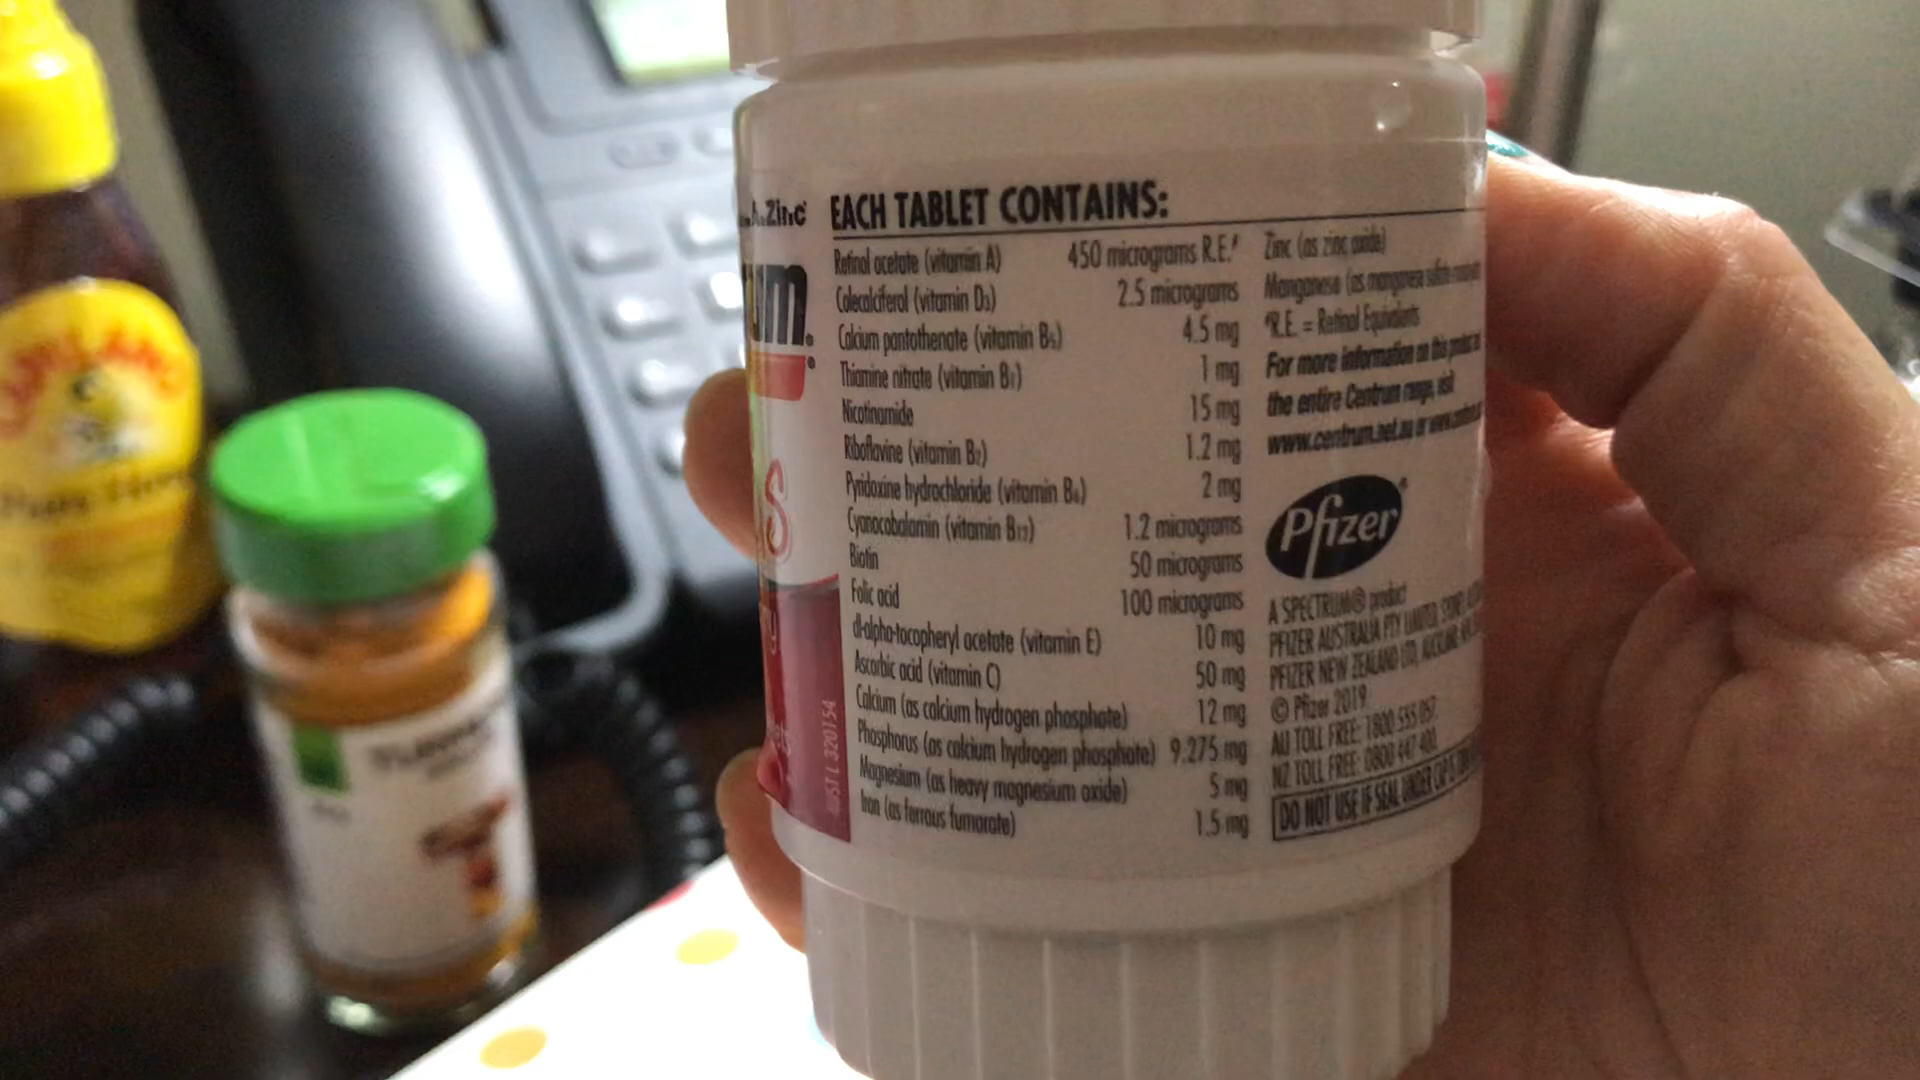 A.Zinc
um®
EACH TABLET CONTAINS:
Retinol acetate (vitamin A) 450 micrograms R.E.#
Colecalciferol (vitamin D3) 2.5 micrograms
Calcium pantothenate (vitamin B5) 4.5 mg
Thiamine nitrate (vitamin B1) 1 mg
Nicotinamide 15 mg
Riboflavine (vitamin B2) 1.2 mg
Pyridoxine hydrochloride (vitamin B6) 2 mg
Cyanocobalamin (vitamin B12) 1.2 micrograms
Biotin 50 micrograms
Folic acid 100 micrograms
dl-alpha-tocopheryl acetate (vitamin E) 10 mg
Ascorbic acid (vitamin C) 50 mg
Calcium (as calcium hydrogen phosphate) 12 mg
Phosphorus (as calcium hydrogen phosphate) 9.275 mg
Magnesium (as heavy magnesium oxide) 5 mg
Iron (as ferrous fumarate) 1.5 mg
Zinc (as zinc oxide)
Manganese (as manganese sulfate
#R.E. = Retinol Equivalents
For more information on this product
the entire Centrum range, visit
www.centrum.net.au or
Pfizer®
A SPECTRUM® product
PFIZER AUSTRALIA PTY LIMITED, SYDNEY,
PFIZER NEW ZEALAND LTD, AUCKLAND,
© Pfizer 2019.
AU TOLL FREE: 1800 555 057.
NZ TOLL FREE: 0800 447 400.
DO NOT USE IF SEAL UNDER CAP IS
AUST L 320154
S